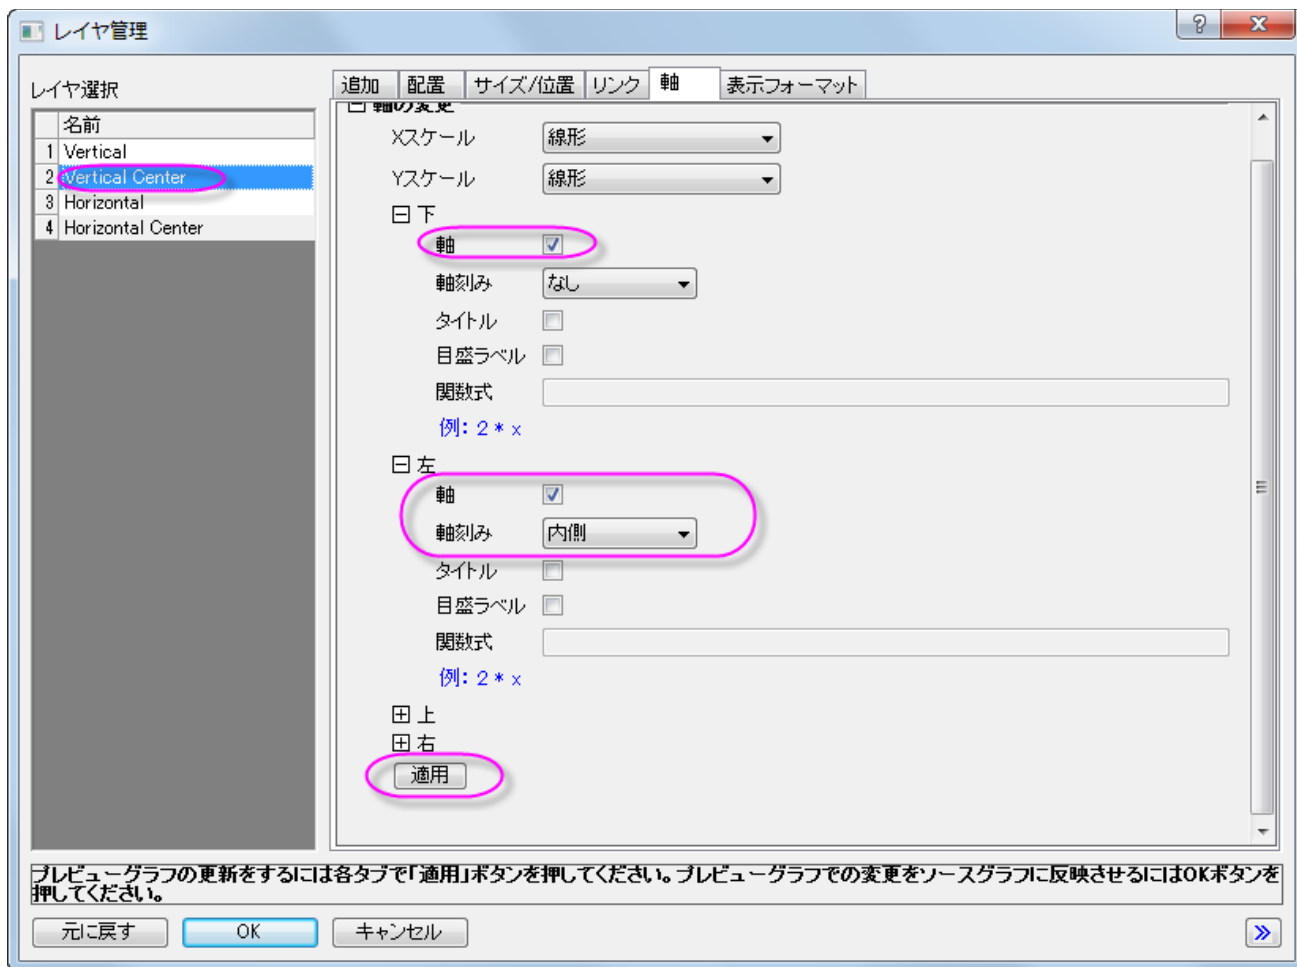 レイヤ管理
レイヤ選択
名前
1 Vertical
2 Vertical Center
3 Horizontal
4 Horizontal Center
追加 配置 サイズ/位置 リンク 軸 表示フォーマット
軸の変更
Xスケール 線形
Yスケール 線形
下
軸
軸刻み なし
タイトル
目盛ラベル
関数式
例: 2 * x
左
軸
軸刻み 内側
タイトル
目盛ラベル
関数式
例: 2 * x
上
右
適用
プレビューグラフの更新をするには各タブで「適用」ボタンを押してください。プレビューグラフでの変更をソースグラフに反映させるにはOKボタンを
押してください。
元に戻す OK キャンセル